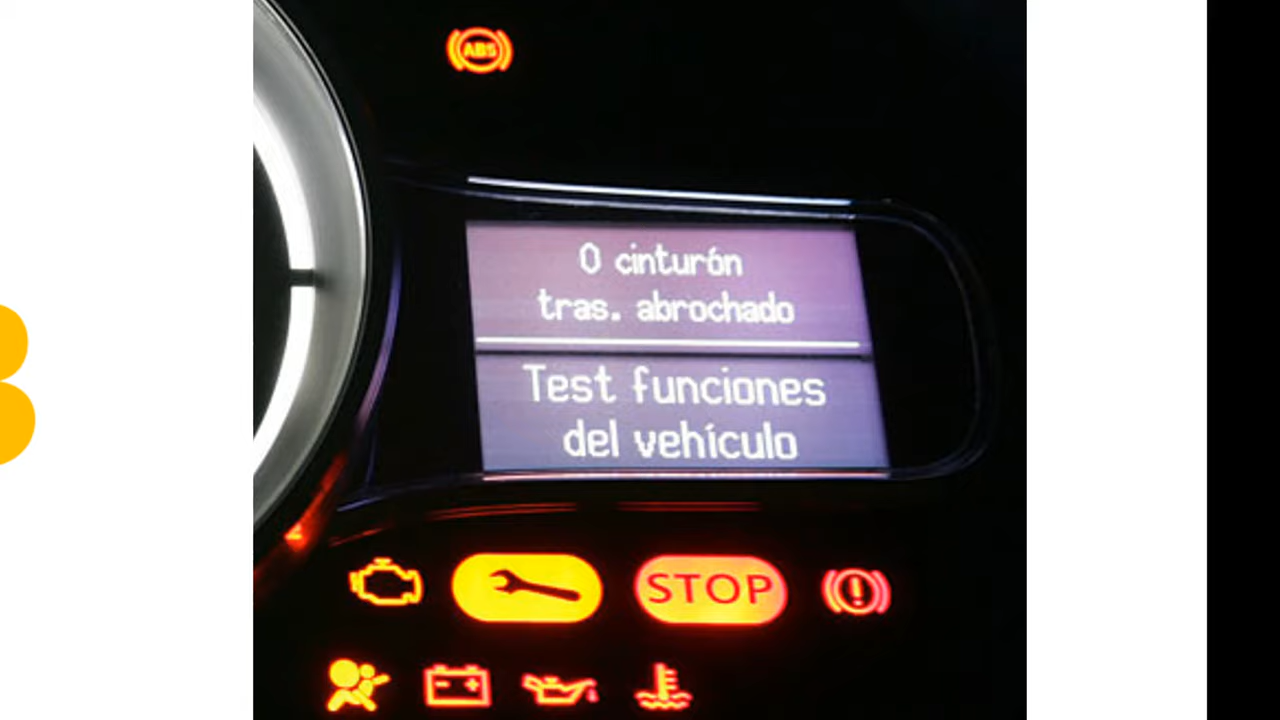 ABS
0 cinturón
tras. abrochado
Test funciones
del vehículo
STOP